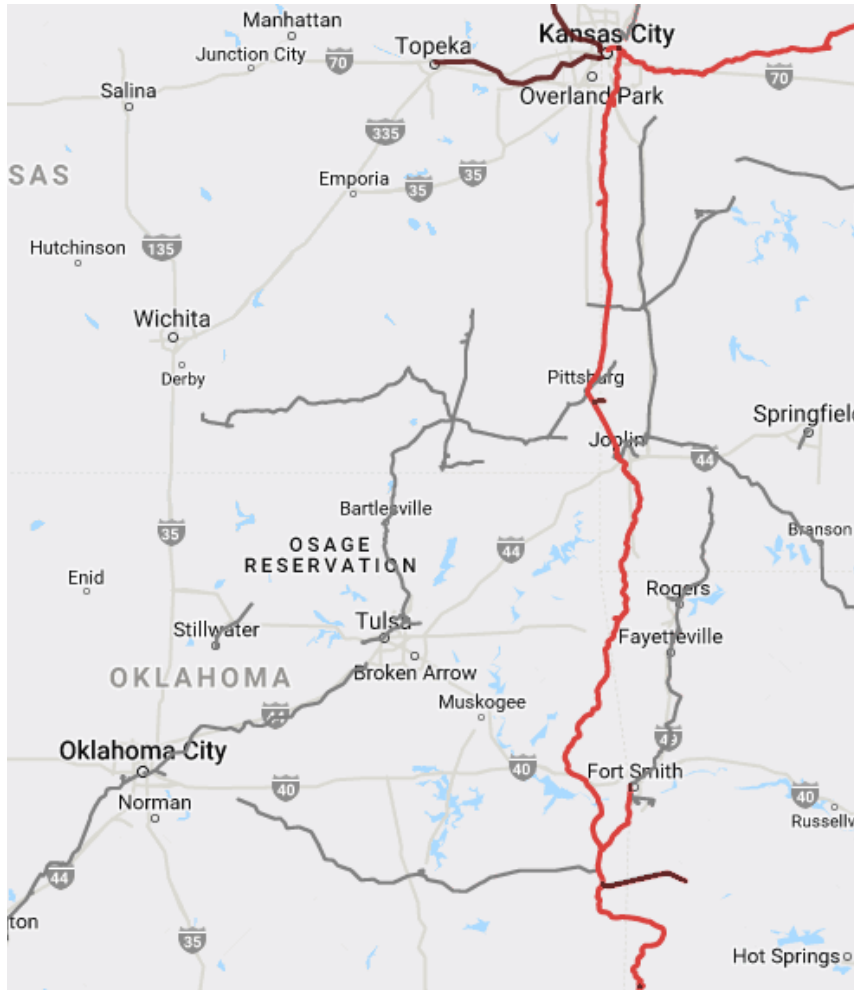 Manhattan
Kansas City
Topeka
Junction City
70
Overland Park
70
Salina
335
Emporia
35
35
SAS
135
Hutchinson
Wichita
Derby
Pittsburg
Springfield
Joplin
44
Bartlesville
35
OSAGE
RESERVATION
44
Branson
Enid
Rogers
Tulsa
Stillwater
Fayetteville
OKLAHOMA
Broken Arrow
Muskogee
44
49
Oklahoma City
40
Fort Smith
40
40
Norman
Russellv
44
ton
35
Hot Springs